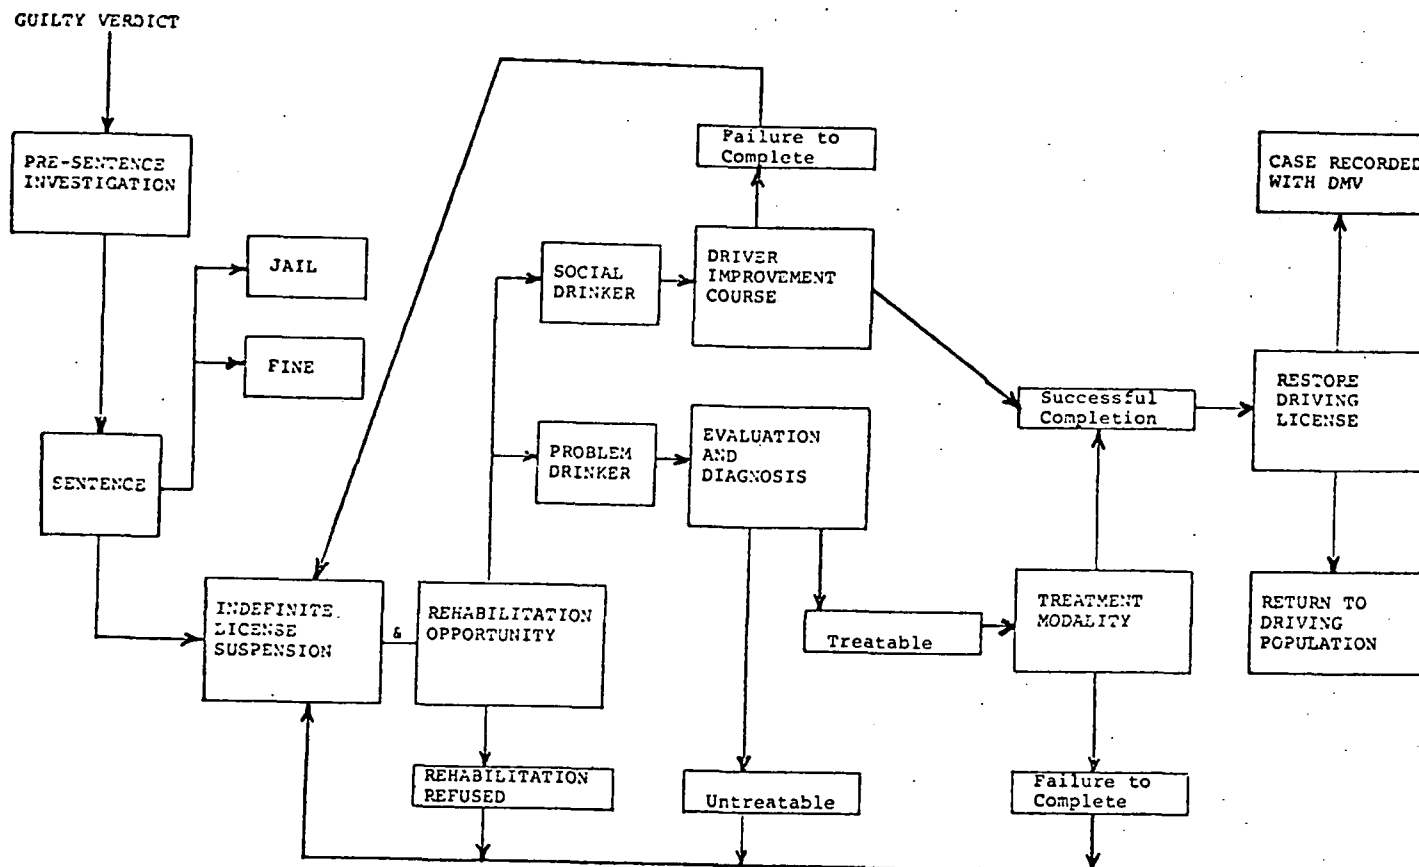 GUILTY VERDICT
PRE-SENTENCE
INVESTIGATION
JAIL
FINE
SENTENCE
INDEFINITE
LICENSE
SUSPENSION
&
REHABILITATION
OPPORTUNITY
REHABILITATION
REFUSED
SOCIAL
DRINKER
PROBLEM
DRINKER
Failure to
Complete
DRIVER
IMPROVEMENT
COURSE
EVALUATION
AND
DIAGNOSIS
Untreatable
Treatable
Successful
Completion
TREATMENT
MODALITY
Failure to
Complete
CASE RECORDED
WITH DMV
RESTORE
DRIVING
LICENSE
RETURN TO
DRIVING
POPULATION